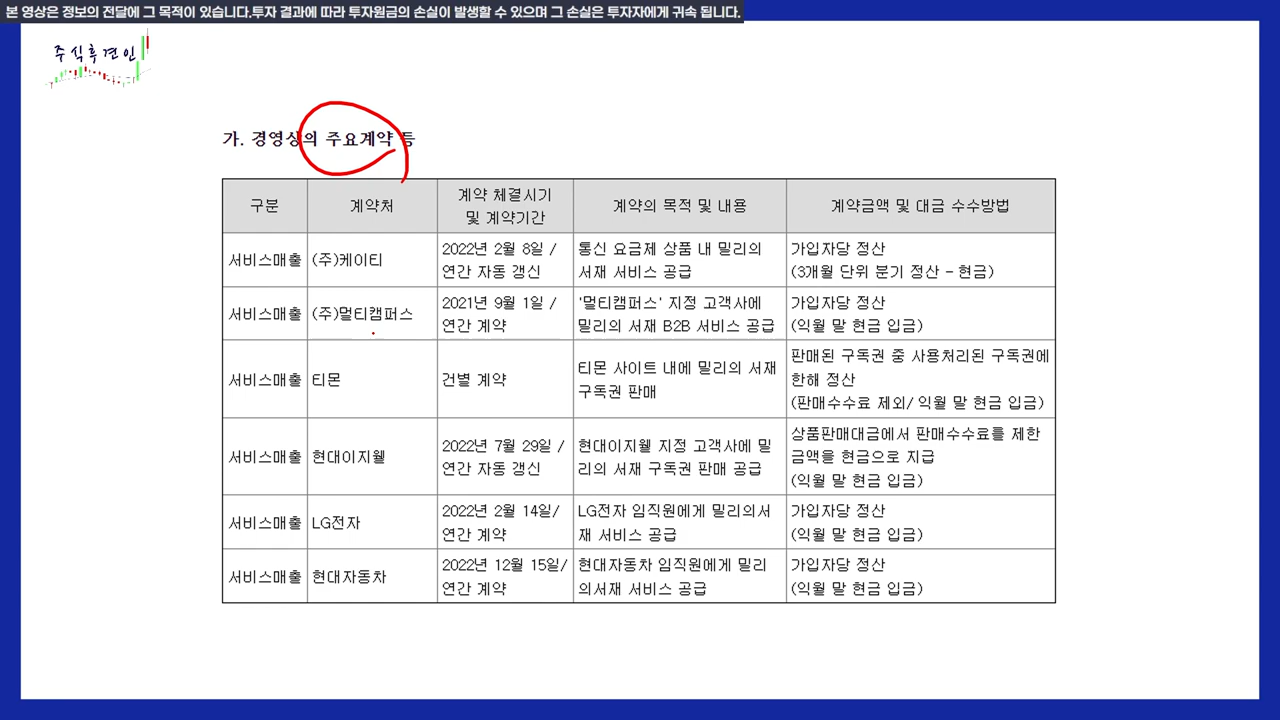 본 영상은 정보의 전달에 그 목적이 있습니다.투자 결과에 따라 투자원금의 손실이 발생할 수 있으며 그 손실은 투자자에게 귀속 됩니다.
주식후견인
가. 경영상의 주요계약 등
구분 계약처 계약 체결시기 및 계약기간 계약의 목적 및 내용 계약금액 및 대금 수수방법
서비스매출 (주)케이티 2022년 2월 8일 / 통신 요금제 상품 내 밀리의 가입자당 정산
연간 자동 갱신 서재 서비스 공급 (3개월 단위 분기 정산 - 현금)
서비스매출 (주)멀티캠퍼스 2021년 9월 1일 / '멀티캠퍼스' 지정 고객사에 가입자당 정산
연간 계약 밀리의 서재 B2B 서비스 공급 (익월 말 현금 입금)
서비스매출 티몬 건별 계약 티몬 사이트 내에 밀리의 서재 판매된 구독권 중 사용처리된 구독권에
구독권 판매 한해 정산
(판매수수료 제외/ 익월 말 현금 입금)
서비스매출 현대이지웰 2022년 7월 29일 / 현대이지웰 지정 고객사에 밀 상품판매대금에서 판매수수료를 제한
연간 자동 갱신 리의 서재 구독권 판매 공급 금액을 현금으로 지급
(익월 말 현금 입금)
서비스매출 LG전자 2022년 2월 14일/ LG전자 임직원에게 밀리의서 가입자당 정산
연간 계약 재 서비스 공급 (익월 말 현금 입금)
서비스매출 현대자동차 2022년 12월 15일/ 현대자동차 임직원에게 밀리 가입자당 정산
연간 계약 의서재 서비스 공급 (익월 말 현금 입금)